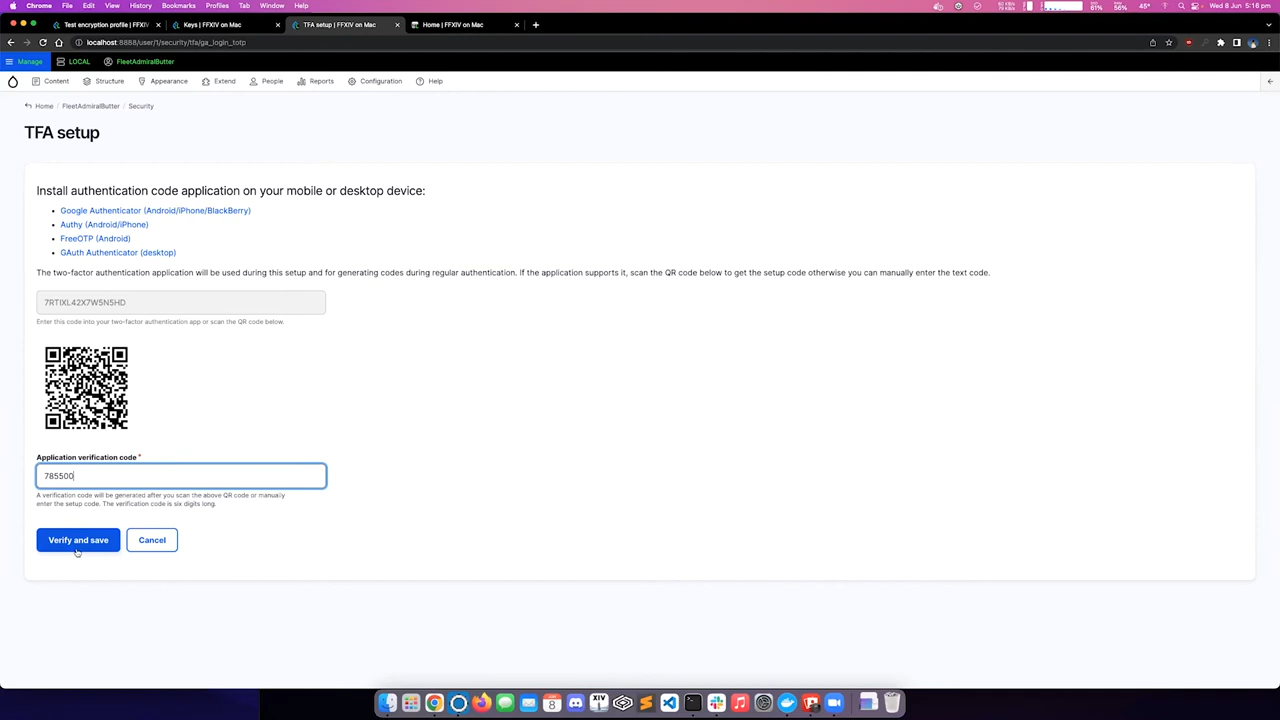 Chrome File Edit View History Bookmarks Profiles Tab Window Help
81% 56% 45° Wed 8 Jun 5:16 pm
Test encryption profile | FFXIV
Keys | FFXIV on Mac
TFA setup | FFXIV on Mac
Home | FFXIV on Mac
localhost:8888/user/1/security/tfa/ga_login_totp
Manage LOCAL FleetAdmiralButter
Content Structure Appearance Extend People Reports Configuration Help
Home / FleetAdmiralButter / Security
TFA setup
Install authentication code application on your mobile or desktop device:
• Google Authenticator (Android/iPhone/BlackBerry)
• Authy (Android/iPhone)
• FreeOTP (Android)
• GAuth Authenticator (desktop)
The two-factor authentication application will be used during this setup and for generating codes during regular authentication. If the application supports it, scan the QR code below to get the setup code otherwise you can manually enter the text code.
7RTIXL42X7W5N5HD
Enter this code into your two-factor authentication app or scan the QR code below.
Application verification code *
785500
A verification code will be generated after you scan the above QR code or manually
enter the setup code. The verification code is six digits long.
Verify and save Cancel
XIV
8